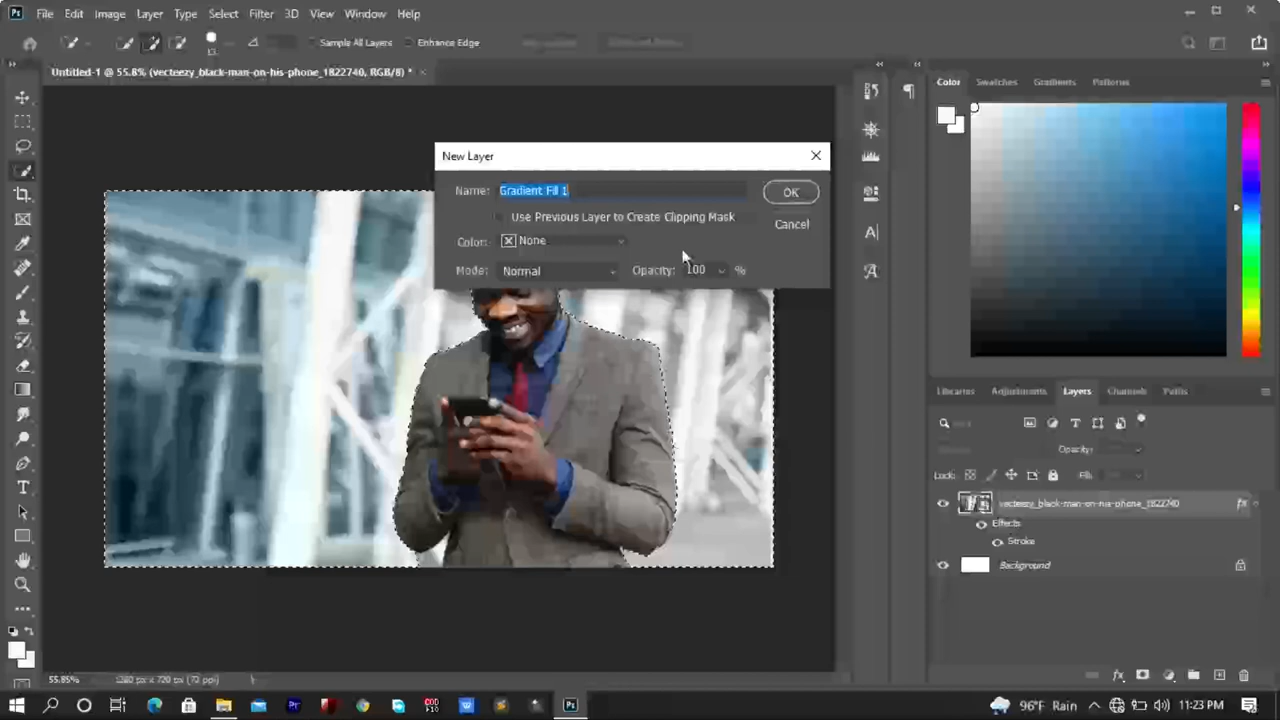 Ps File Edit Image Layer Type Select Filter 3D View Window Help
13 Sample All Layers Enhance Edge
Untitled-1 @ 55.8% (vecteezy_black-man-on-his-phone_1822740, RGB/8) *
Color Swatches Gradients Patterns
New Layer
Name: Gradient Fill 1 OK
Use Previous Layer to Create Clipping Mask Cancel
Color: None
Mode: Normal Opacity: 100 %
Libraries Adjustments Layers Channels Paths
Opacity:
Lock: Fill:
vecteezy_black-man-on-his-phone_1822740 fx
Effects
Stroke
Background
55.85% 1280 px x 720 px (72 ppi)
96°F Rain 11:23 PM